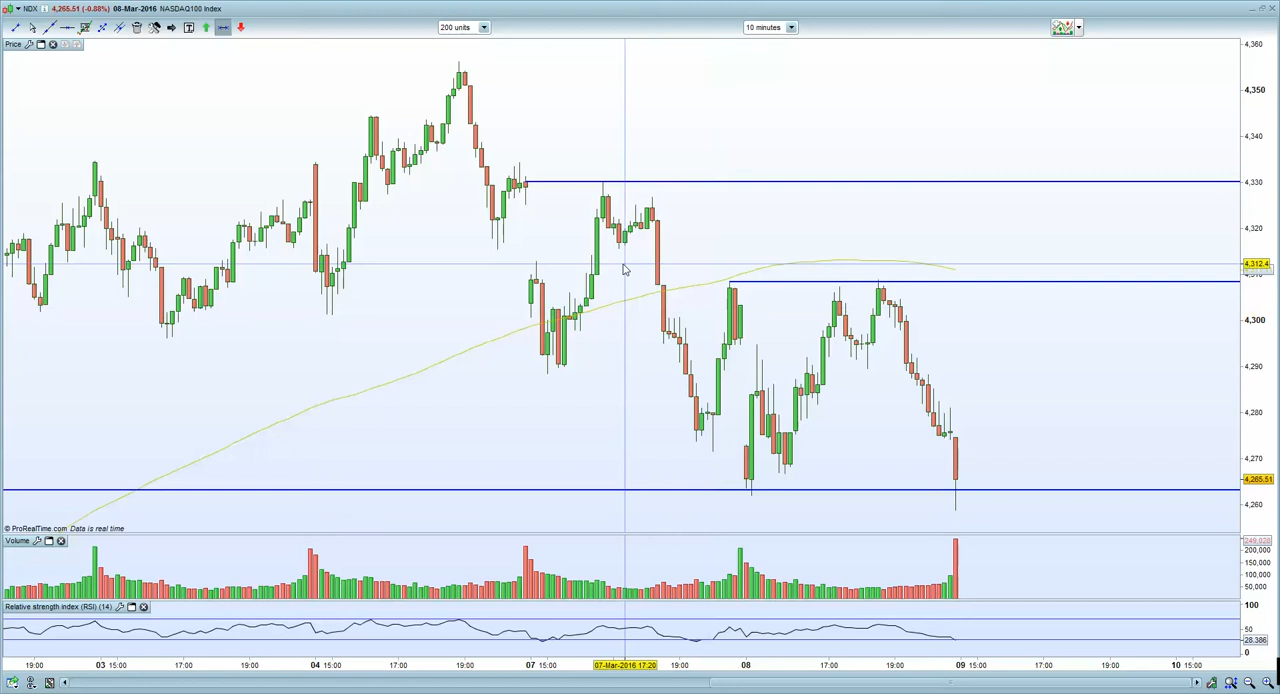 NDX 4,265.51 (-0.88%) 08-Mar-2016 NASDAQ100 Index
200 units
10 minutes
Price
4,360
4,350
4,340
4,330
4,320
4,312.4
4,300
4,290
4,280
4,270
4,265.51
4,260
© ProRealTime.com Data is real time
Volume
249,028
200,000
150,000
100,000
50,000
Relative strength index (RSI) (14)
100
50
28.386
0
19:00 03 15:00 17:00 19:00 04 15:00 17:00 19:00 07 15:00 07-Mar-2016 17:20 19:00 08 17:00 19:00 09 15:00 17:00 19:00 10 15:00